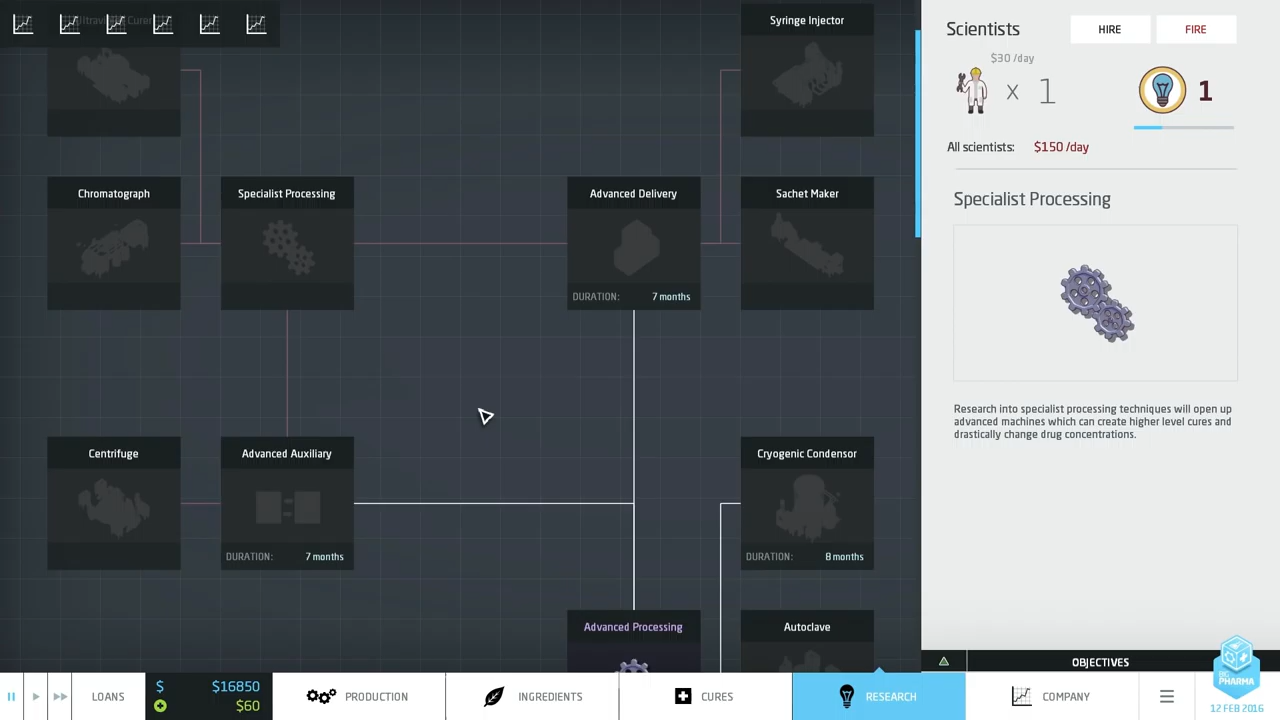 Ultraviolet Curer
Syringe Injector
Chromatograph
Specialist Processing
Advanced Delivery
DURATION: 7 months
Sachet Maker
Centrifuge
Advanced Auxiliary
DURATION: 7 months
Cryogenic Condensor
DURATION: 8 months
Advanced Processing
Autoclave
Scientists
HIRE
FIRE
$30 /day
X 1
1
All scientists: $150 /day
Specialist Processing
Research into specialist processing techniques will open up
advanced machines which can create higher level cures and
drastically change drug concentrations.
OBJECTIVES
LOANS
$ $16850
$60
PRODUCTION
INGREDIENTS
CURES
RESEARCH
COMPANY
BIG
PHARMA
12 FEB 2016